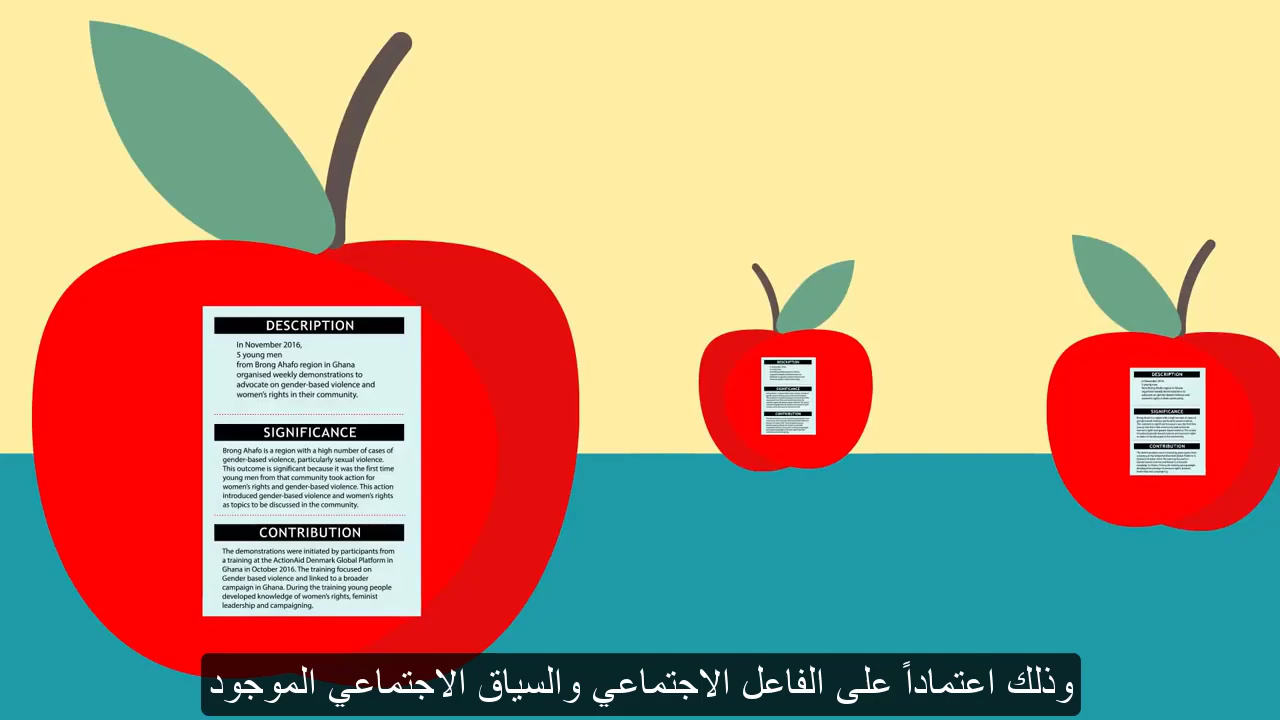 DESCRIPTION
In November 2016,
5 young men
from Brong Ahafo region in Ghana
organised weekly demonstrations to
advocate on gender-based violence and
women's rights in their community.
SIGNIFICANCE
Brong Ahafo is a region with a high number of cases of
gender-based violence, particularly sexual violence.
This outcome is significant because it was the first time
young men from that community took action for
women's rights and gender-based violence. This action
introduced gender-based violence and women's rights
as topics to be discussed in the community.
CONTRIBUTION
The demonstrations were initiated by participants from
a training at the ActionAid Denmark Global Platform in
Ghana in October 2016. The training focused on
Gender based violence and linked to a broader
campaign in Ghana. During the training young people
developed knowledge of women's rights, feminist
leadership and campaigning.
DESCRIPTION
SIGNIFICANCE
CONTRIBUTION
DESCRIPTION
SIGNIFICANCE
CONTRIBUTION
وذلك اعتماداً على الفاعل الاجتماعي والسياق الاجتماعي الموجود